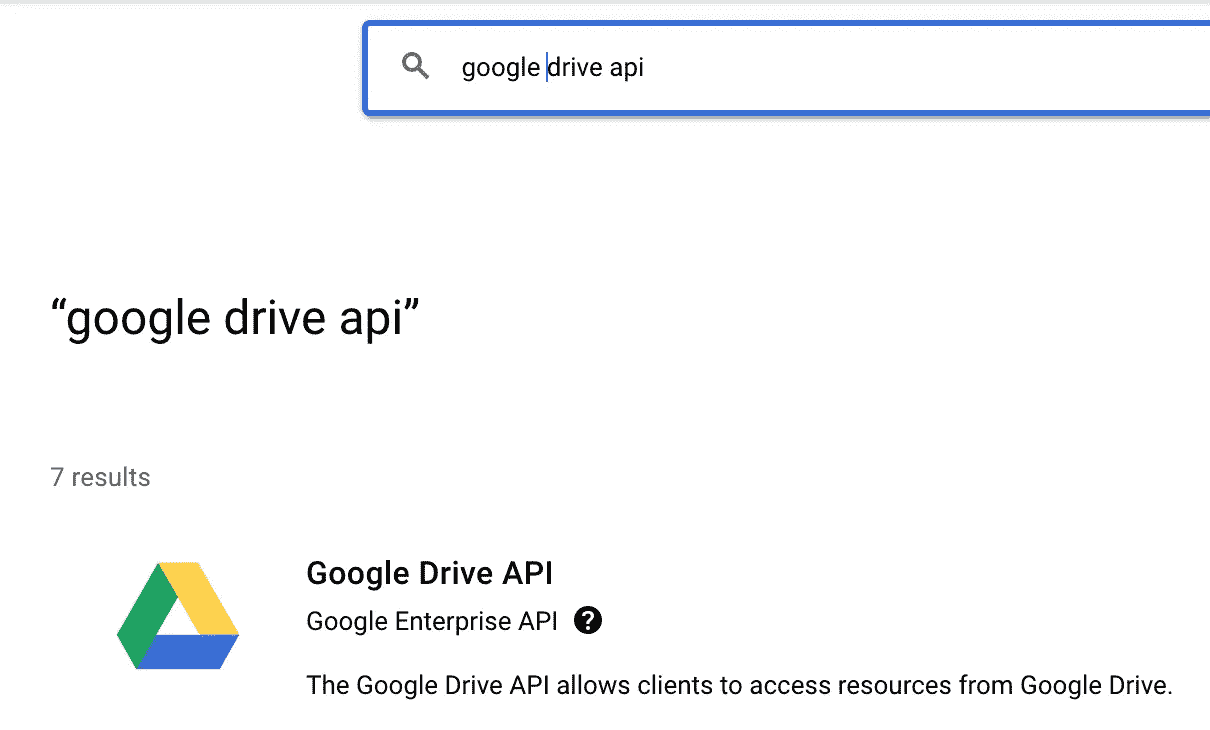 google drive api
“google drive api”
7 results
Google Drive API
Google Enterprise API ?
The Google Drive API allows clients to access resources from Google Drive.